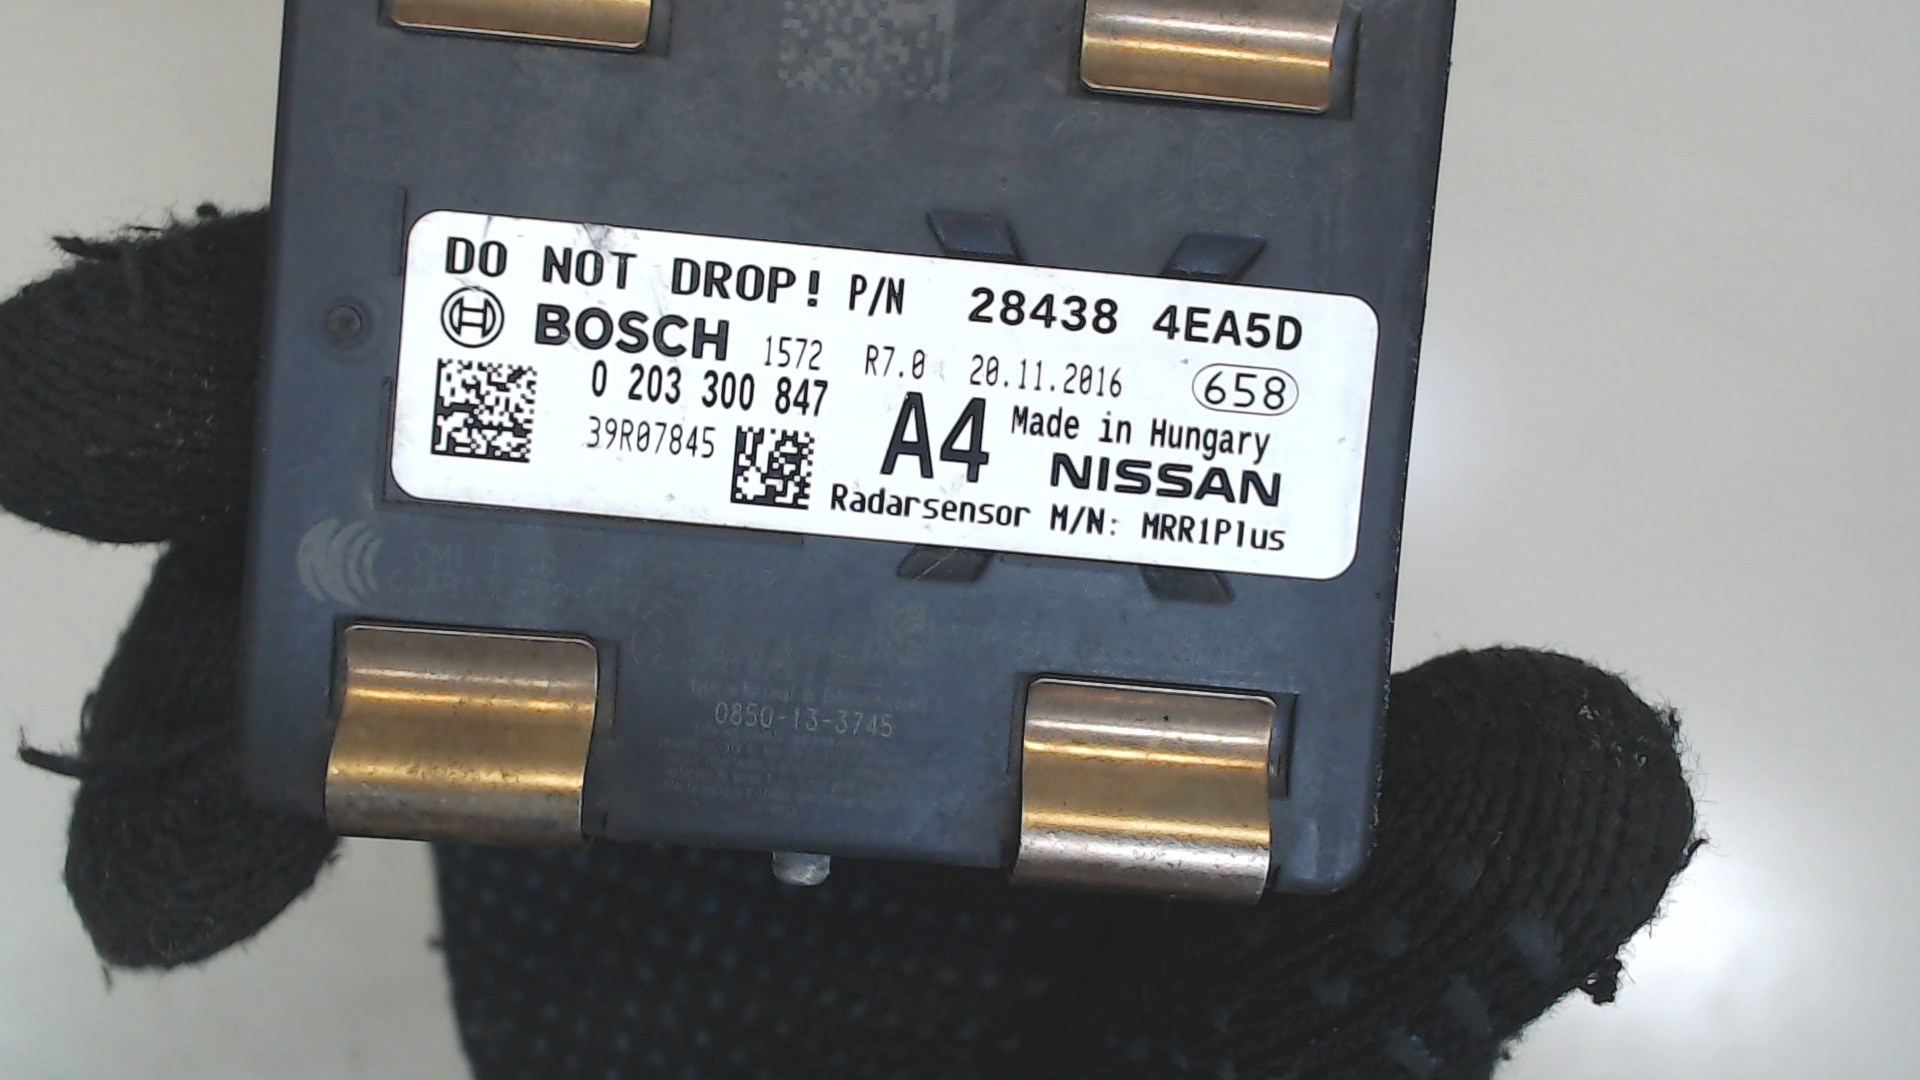 DO NOT DROP! P/N 28438 4EA5D
BOSCH 1572 R7.0 20.11.2016 658
0 203 300 847
39R07845
A4 Made in Hungary
NISSAN
Radarsensor M/N: MRR1Plus
0850-13-3745